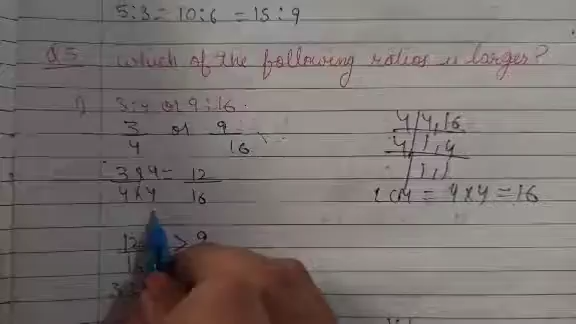 5:3 = 10:6 = 15:9
Q5 which of the following ratios is larger?
1) 3:4 or 9:16
3/4 or 9/16
3×4/4×4 = 12/16
12 > 9
4 | 4, 16
4 | 1, 4
1, 1
LCM = 4×4 = 16